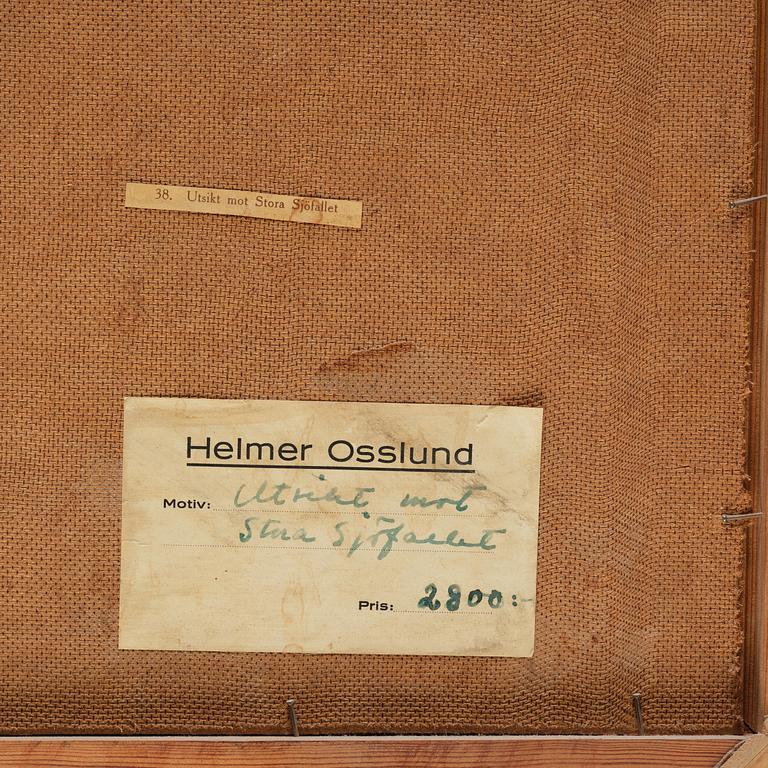 38. Utsikt mot Stora Sjöfallet
Helmer Osslund
Motiv: Utsikt mot
Stora Sjöfallet
Pris: 2800:-